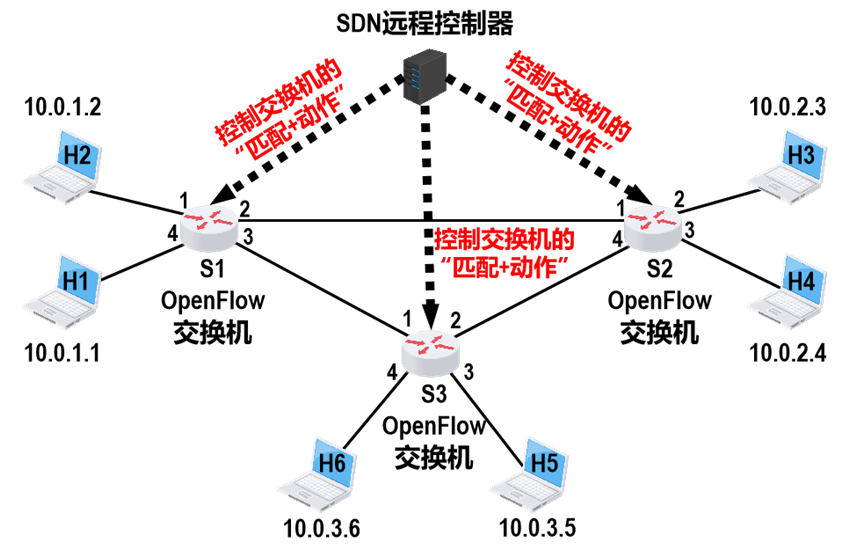 SDN远程控制器
控制交换机的
“匹配+动作”
控制交换机的
“匹配+动作”
10.0.1.2
10.0.2.3
H2
H3
1
2
4
3
1
2
4
3
控制交换机的
“匹配+动作”
H1
H4
S1
OpenFlow
交换机
S2
OpenFlow
交换机
10.0.1.1
10.0.2.4
1
2
4
3
S3
OpenFlow
交换机
H6
H5
10.0.3.6
10.0.3.5